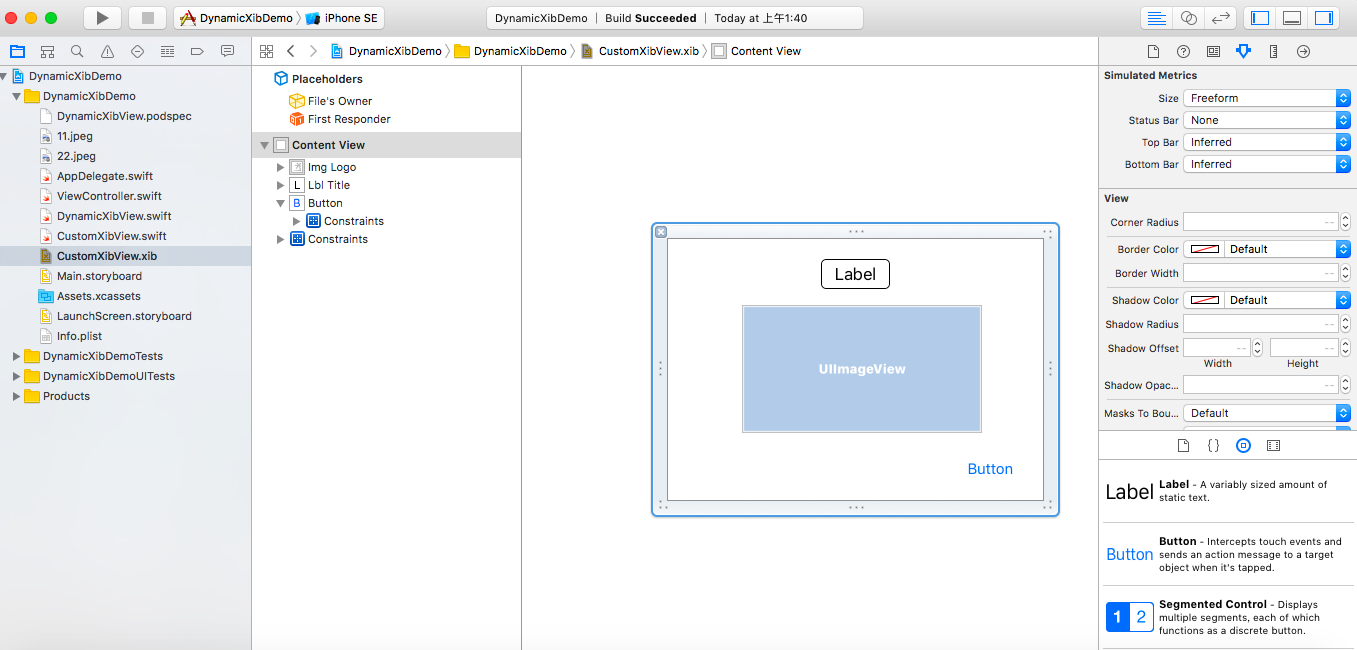 DynamicXibDemo
iPhone SE
DynamicXibDemo | Build Succeeded | Today at 上午1:40
DynamicXibDemo
DynamicXibDemo
CustomXibView.xib
Content View
DynamicXibDemo
DynamicXibDemo
DynamicXibView.podspec
11.jpeg
22.jpeg
AppDelegate.swift
ViewController.swift
DynamicXibView.swift
CustomXibView.swift
CustomXibView.xib
Main.storyboard
Assets.xcassets
LaunchScreen.storyboard
Info.plist
DynamicXibDemoTests
DynamicXibDemoUITests
Products
Placeholders
File's Owner
First Responder
Content View
Img Logo
L Lbl Title
B Button
Constraints
Constraints
Label
UIImageView
Button
Simulated Metrics
Size Freeform
Status Bar None
Top Bar Inferred
Bottom Bar Inferred
View
Corner Radius --
Border Color Default
Border Width --
Shadow Color Default
Shadow Radius --
Shadow Offset -- --
Width Height
Shadow Opac... --
Masks To Bou... Default
{}
Label
Label - A variably sized amount of
static text.
Button
Button - Intercepts touch events and
sends an action message to a target
object when it's tapped.
1 2
Segmented Control - Displays
multiple segments, each of which
functions as a discrete button.